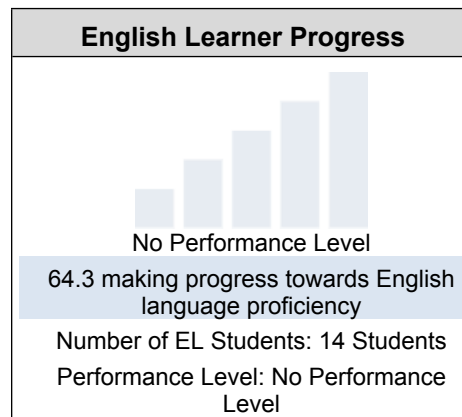 English Learner Progress
No Performance Level
64.3 making progress towards English
language proficiency
Number of EL Students: 14 Students
Performance Level: No Performance
Level